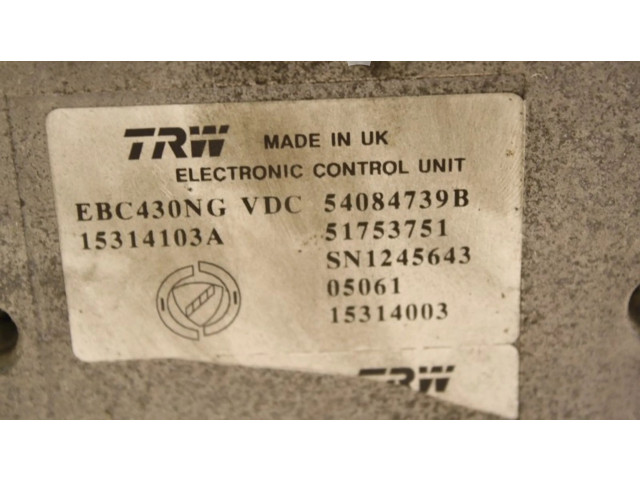 TRW MADE IN UK
ELECTRONIC CONTROL UNIT
EBC430NG VDC 54084739B
15314103A 51753751
SN1245643
05061
15314003
TRW